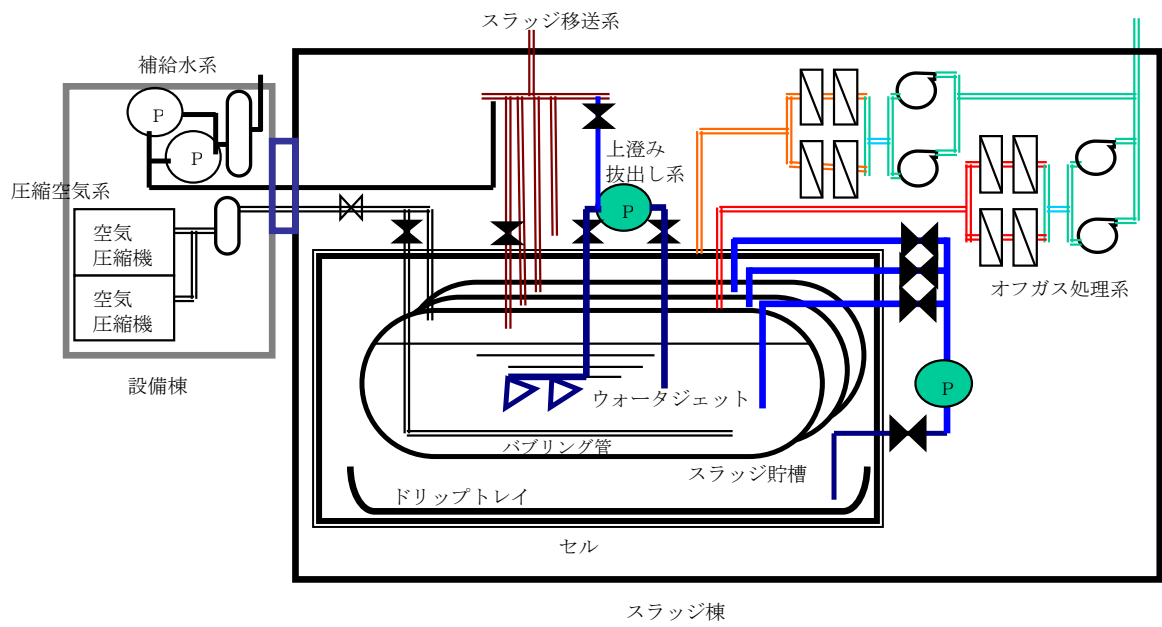 スラッジ移送系
補給水系
P
P
上澄み
抜出し系
P
圧縮空気系
空気
圧縮機
空気
圧縮機
オフガス処理系
設備棟
P
ウォータジェット
バブリング管
スラッジ貯槽
ドリップトレイ
セル
スラッジ棟